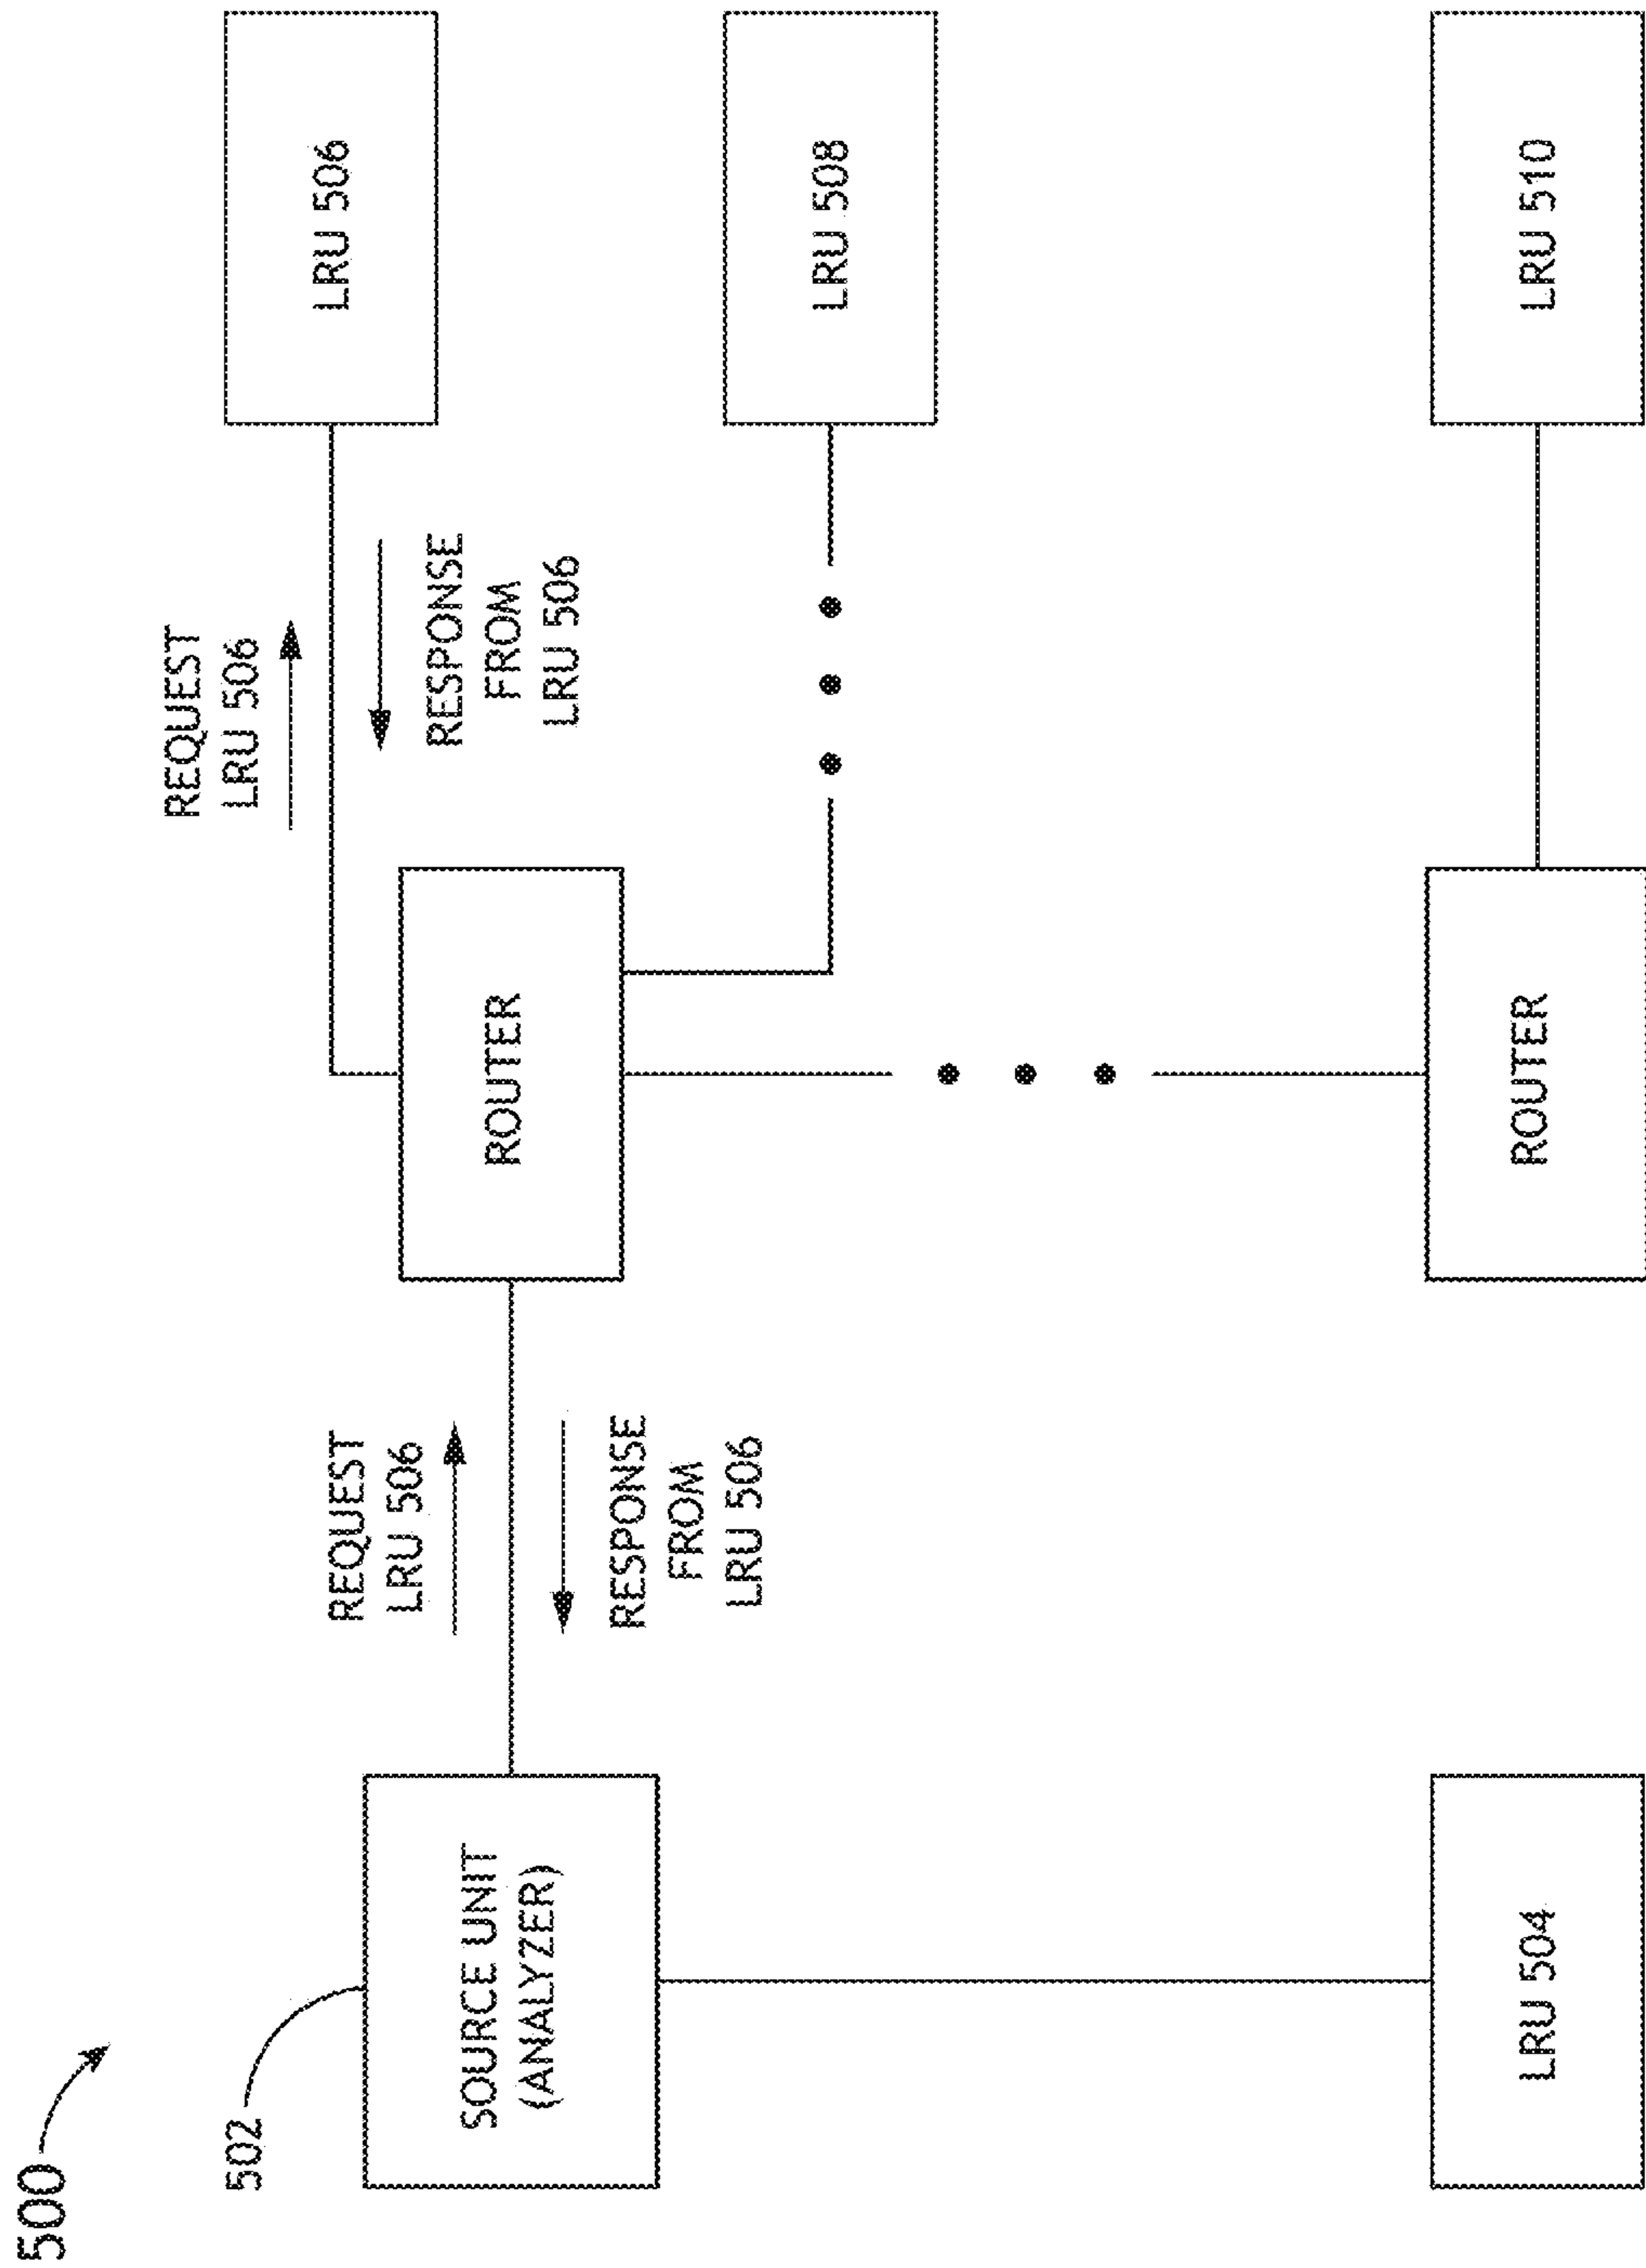 500
502
SOURCE UNIT
(ANALYZER)
REQUEST
LRU 506
RESPONSE
FROM
LRU 506
ROUTER
REQUEST
LRU 506
RESPONSE
FROM
LRU 506
LRU 506
LRU 508
LRU 504
ROUTER
LRU 510